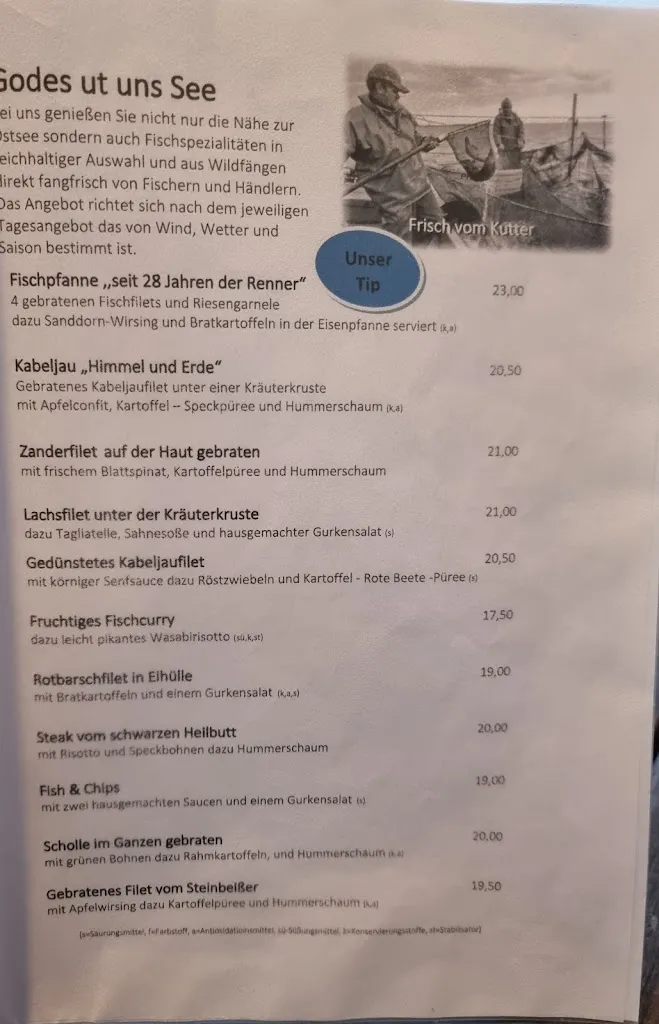 Godes ut uns See
ei uns genießen Sie nicht nur die Nähe zur
Ostsee sondern auch Fischspezialitäten in
eichhaltiger Auswahl und aus Wildfängen
direkt fangfrisch von Fischern und Händlern.
Das Angebot richtet sich nach dem jeweiligen
Tagesangebot das von Wind, Wetter und
Saison bestimmt ist.
Frisch vom Kutter
Unser
Tip
Fischpfanne „seit 28 Jahren der Renner" 23,00
4 gebratenen Fischfilets und Riesengarnele
dazu Sanddorn-Wirsing und Bratkartoffeln in der Eisenpfanne serviert (k,a)
Kabeljau „Himmel und Erde" 20,50
Gebratenes Kabeljaufilet unter einer Kräuterkruste
mit Apfelconfit, Kartoffel – Speckpüree und Hummerschaum (k,a)
Zanderfilet auf der Haut gebraten 21,00
mit frischem Blattspinat, Kartoffelpüree und Hummerschaum
Lachsfilet unter der Kräuterkruste 21,00
dazu Tagliatelle, Sahnesoße und hausgemachter Gurkensalat (s)
Gedünstetes Kabeljaufilet 20,50
mit körniger Senfsauce dazu Röstzwiebeln und Kartoffel - Rote Beete -Püree (s)
Fruchtiges Fischcurry 17,50
dazu leicht pikantes Wasabirisotto (sü,k,st)
Rotbarschfilet in Eihülle 19,00
mit Bratkartoffeln und einem Gurkensalat (k,a,s)
Steak vom schwarzen Heilbutt 20,00
mit Risotto und Speckbohnen dazu Hummerschaum
Fish & Chips 19,00
mit zwei hausgemachten Saucen und einem Gurkensalat (s)
Scholle im Ganzen gebraten 20,00
mit grünen Bohnen dazu Rahmkartoffeln, und Hummerschaum (k,a)
Gebratenes Filet vom Steinbeißer 19,50
mit Apfelwirsing dazu Kartoffelpüree und Hummerschaum (k,a)
(s=Säurungsmittel, f=Farbstoff, a=Antioxidationsmittel, sü-Süßungsmittel, k=Konservierungsstoffe, st=Stabilisator)